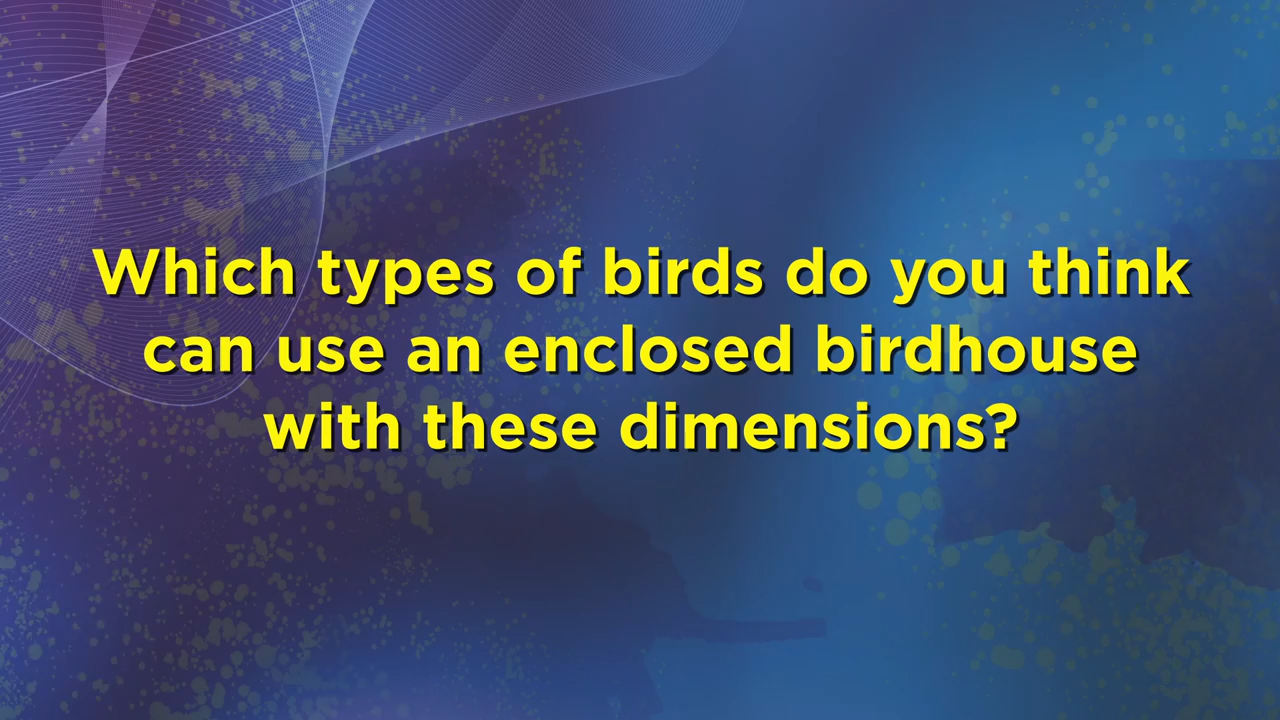 Which types of birds do you think
can use an enclosed birdhouse
with these dimensions?